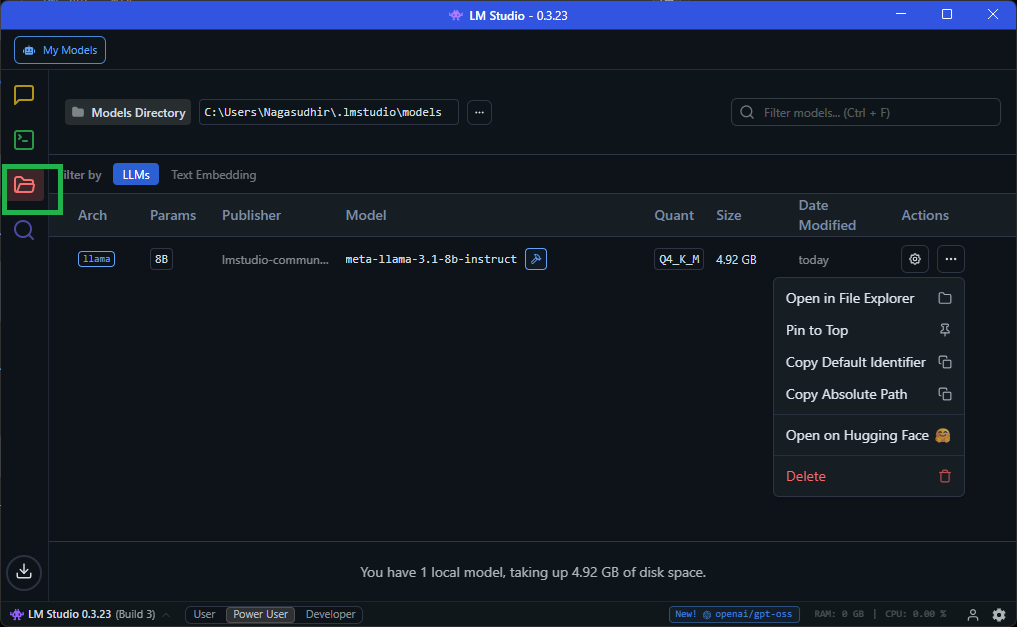 LM Studio - 0.3.23
My Models
Models Directory C:\Users\Nagasudhir\.lmstudio\models ... Filter models... (Ctrl + F)
ilter by LLMs Text Embedding
Arch Params Publisher Model Quant Size Date Modified Actions
llama 8B lmstudio-commun... meta-llama-3.1-8b-instruct Q4_K_M 4.92 GB today ...
Open in File Explorer
Pin to Top
Copy Default Identifier
Copy Absolute Path
Open on Hugging Face
Delete
You have 1 local model, taking up 4.92 GB of disk space.
LM Studio 0.3.23 (Build 3) User Power User Developer New! openai/gpt-oss RAM: 0 GB | CPU: 0.00 %